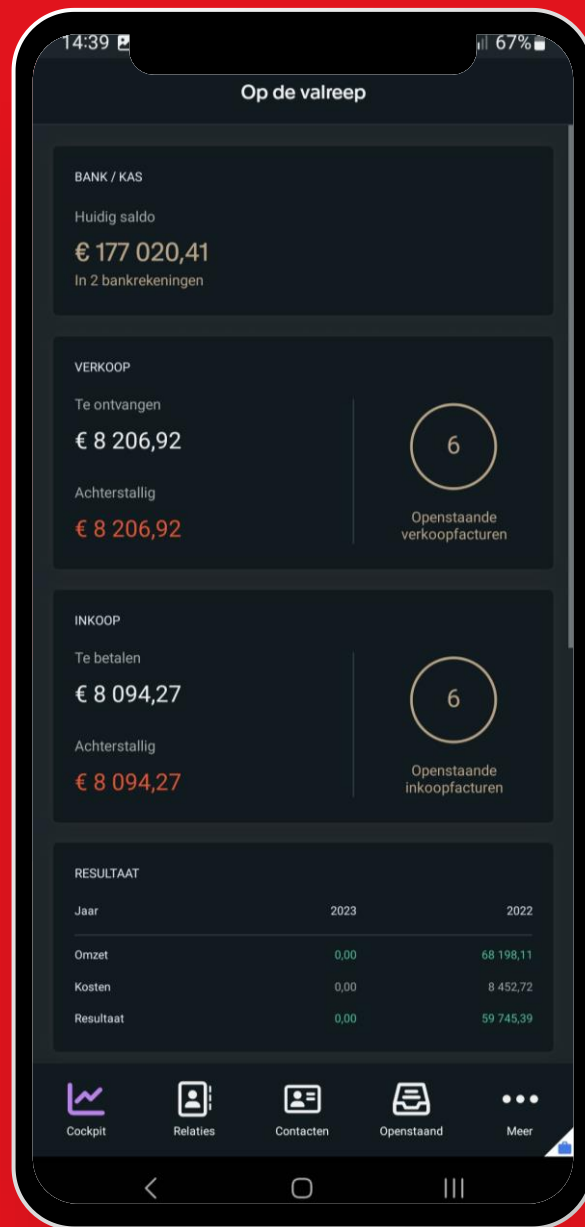 14:39
67%
Op de valreep
BANK / KAS
Huidig saldo
€ 177 020,41
In 2 bankrekeningen
VERKOOP
Te ontvangen
€ 8 206,92
Achterstallig
€ 8 206,92
6
Openstaande
verkoopfacturen
INKOOP
Te betalen
€ 8 094,27
Achterstallig
€ 8 094,27
6
Openstaande
inkoopfacturen
RESULTAAT
Jaar 2023 2022
Omzet 0,00 68 198,11
Kosten 0,00 8 452,72
Resultaat 0,00 59 745,39
Cockpit Relaties Contacten Openstaand Meer